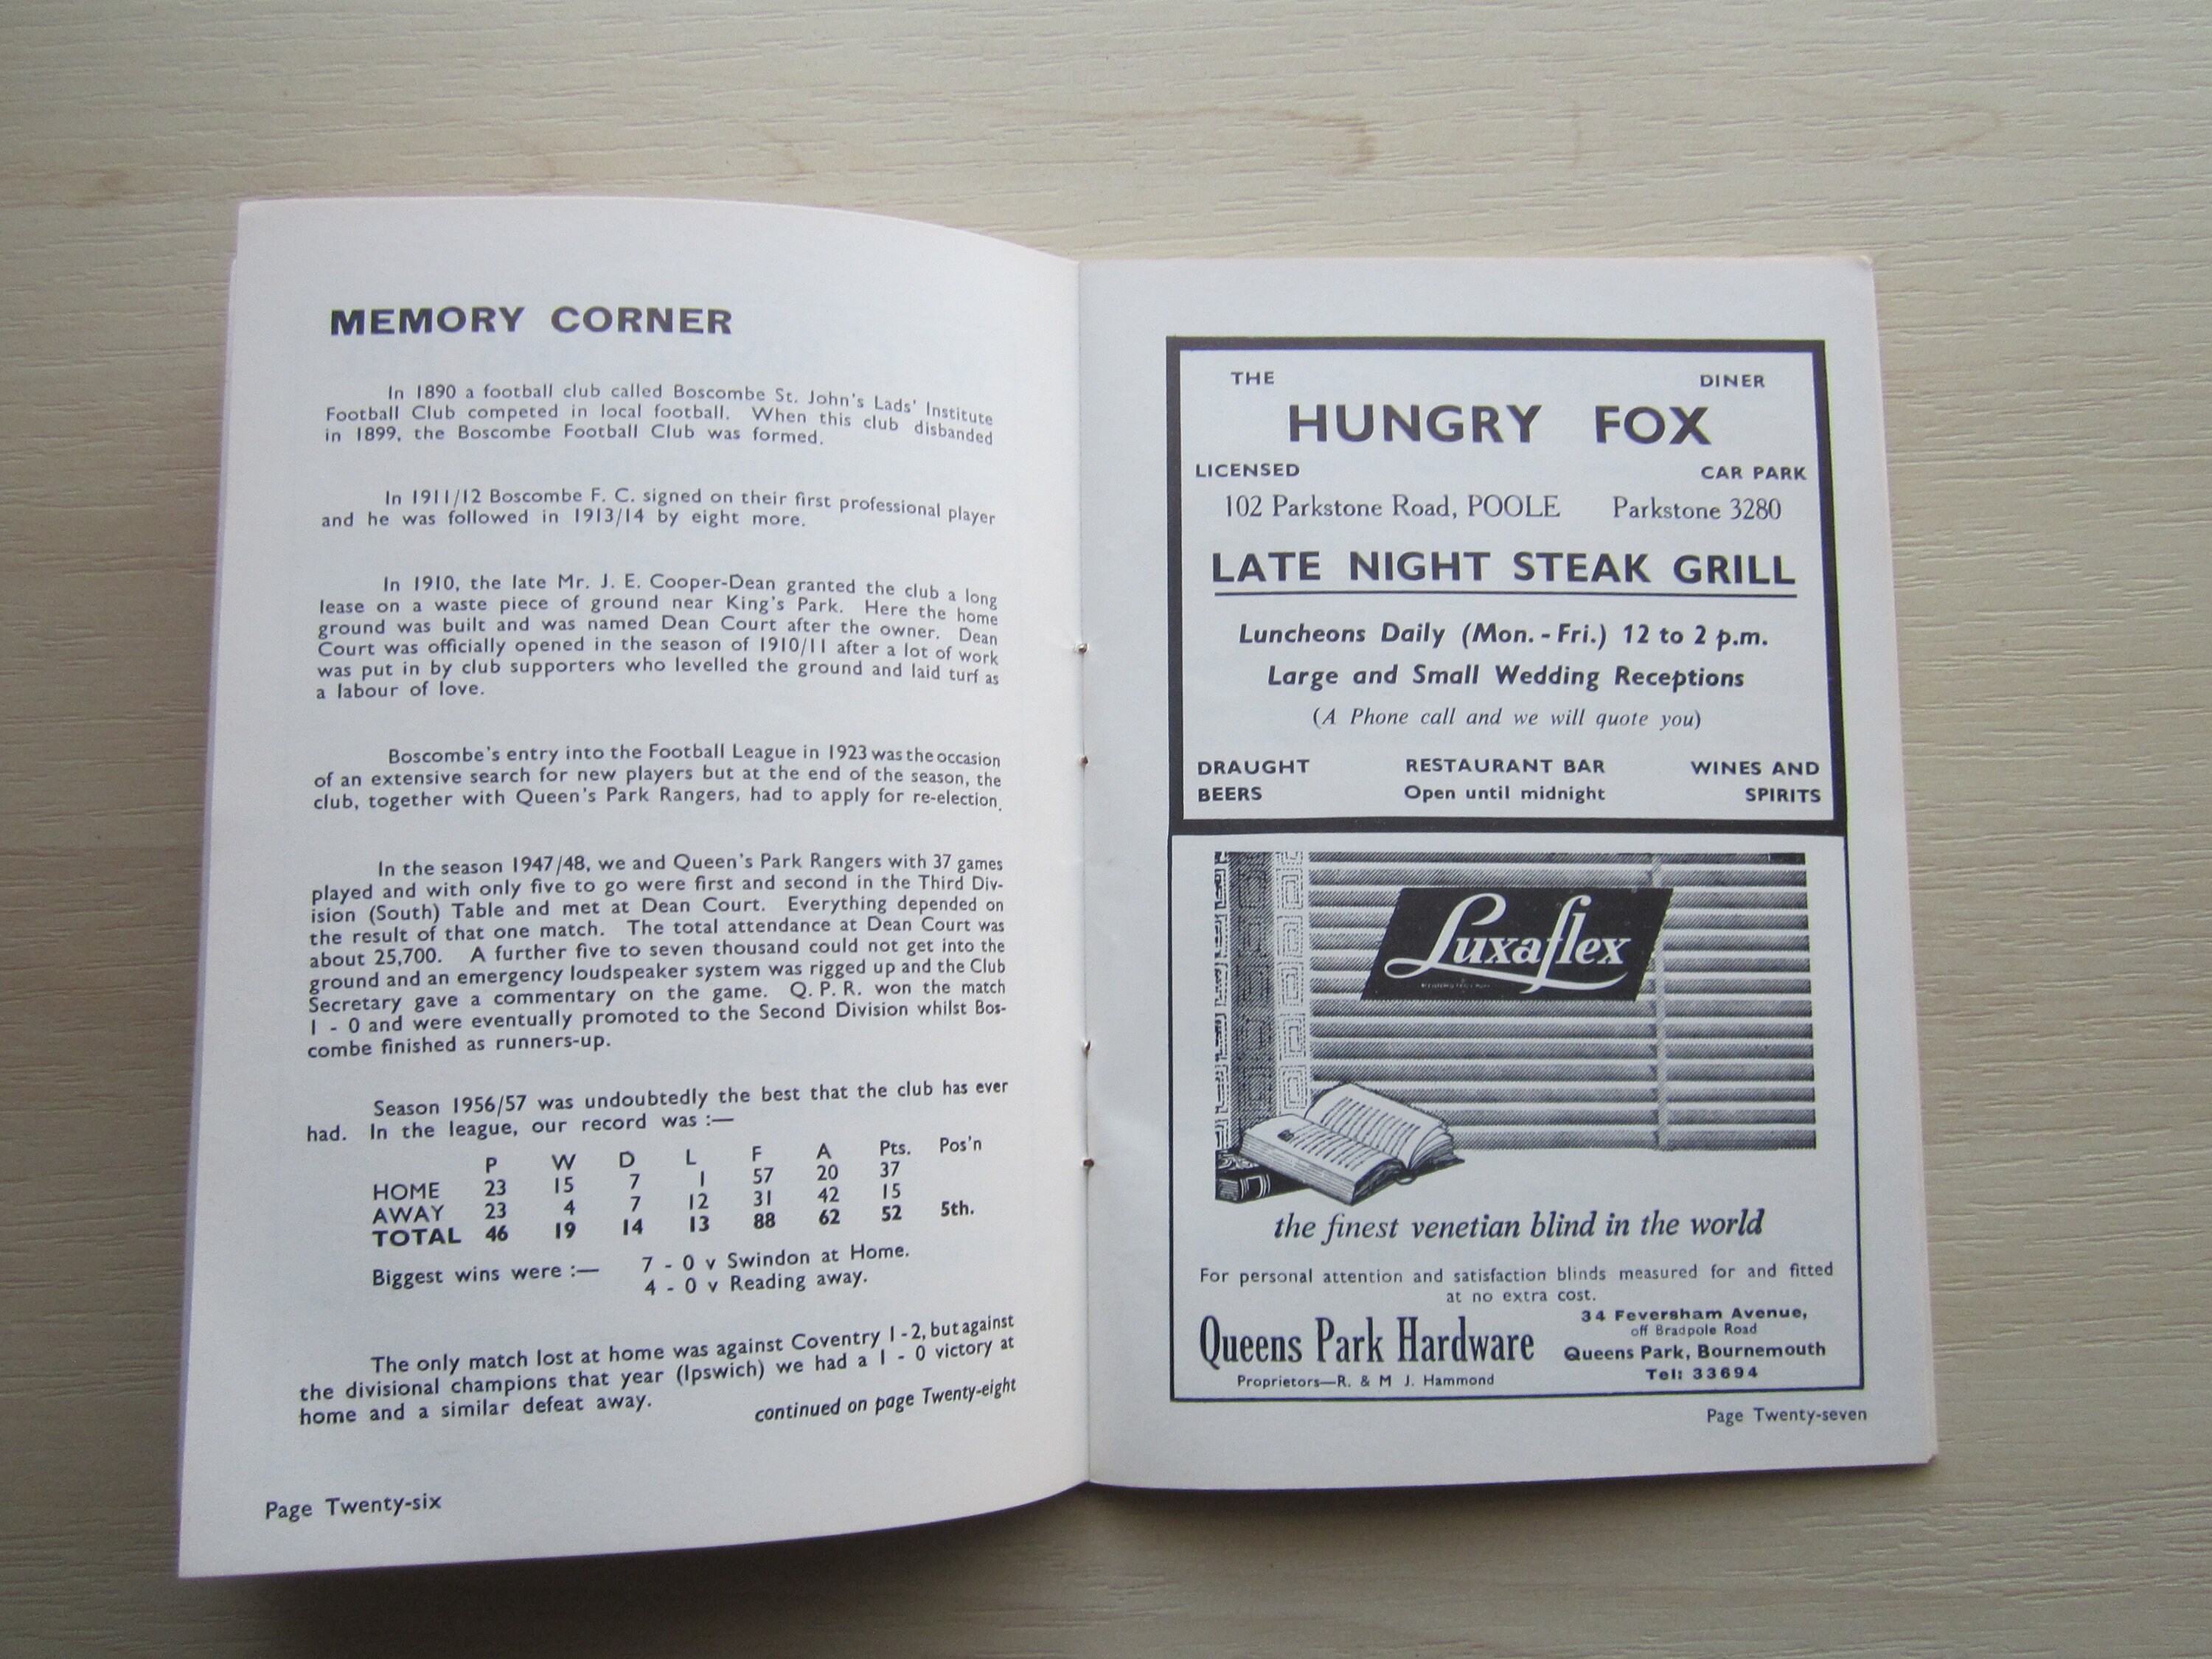 MEMORY CORNER
In 1890 a football club called Boscombe St. John's Lads' Institute
Football Club competed in local football. When this club disbanded
in 1899, the Boscombe Football Club was formed.
In 1911/12 Boscombe F. C. signed on their first professional player
and he was followed in 1913/14 by eight more.
In 1910, the late Mr. J. E. Cooper-Dean granted the club a long
lease on a waste piece of ground near King's Park. Here the home
ground was built and was named Dean Court after the owner. Dean
Court was officially opened in the season of 1910/11 after a lot of work
was put in by club supporters who levelled the ground and laid turf as
a labour of love.
Boscombe's entry into the Football League in 1923 was the occasion
of an extensive search for new players but at the end of the season, the
club, together with Queen's Park Rangers, had to apply for re-election.
In the season 1947/48, we and Queen's Park Rangers with 37 games
played and with only five to go were first and second in the Third Div-
ision (South) Table and met at Dean Court. Everything depended on
the result of that one match. The total attendance at Dean Court was
about 25,700. A further five to seven thousand could not get into the
ground and an emergency loudspeaker system was rigged up and the Club
Secretary gave a commentary on the game. Q. P. R. won the match
1 - 0 and were eventually promoted to the Second Division whilst Bos-
combe finished as runners-up.
Season 1956/57 was undoubtedly the best that the club has ever
had. In the league, our record was :—
P W D L F A Pts. Pos'n
HOME 23 15 7 1 57 20 37
AWAY 23 4 7 12 31 42 15
TOTAL 46 19 14 13 88 62 52 5th.
Biggest wins were :— 7 - 0 v Swindon at Home.
4 - 0 v Reading away.
The only match lost at home was against Coventry 1 - 2, but against
the divisional champions that year (Ipswich) we had a 1 - 0 victory at
home and a similar defeat away.
continued on page Twenty-eight
Page Twenty-six
THE DINER
HUNGRY FOX
LICENSED CAR PARK
102 Parkstone Road, POOLE Parkstone 3280
LATE NIGHT STEAK GRILL
Luncheons Daily (Mon. - Fri.) 12 to 2 p.m.
Large and Small Wedding Receptions
(A Phone call and we will quote you)
DRAUGHT RESTAURANT BAR WINES AND
BEERS Open until midnight SPIRITS
Luxaflex
the finest venetian blind in the world
For personal attention and satisfaction blinds measured for and fitted
at no extra cost.
Queens Park Hardware
Proprietors—R. & M J. Hammond
34 Feversham Avenue,
off Bradpole Road
Queens Park, Bournemouth
Tel: 33694
Page Twenty-seven